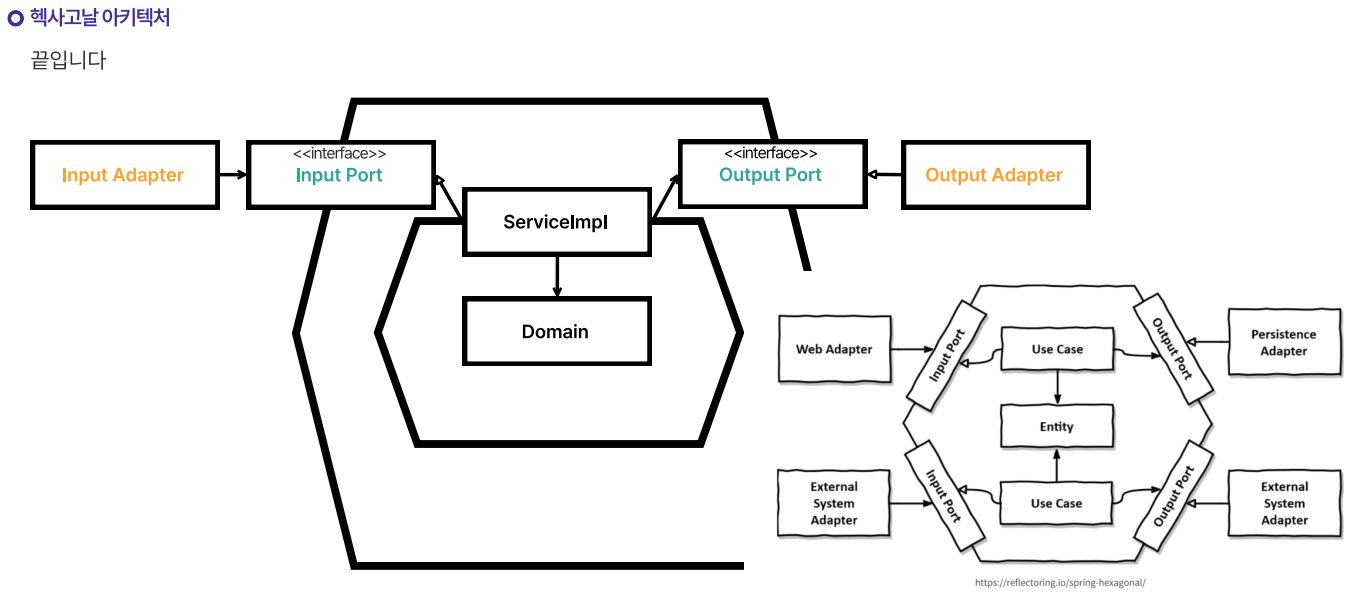 헥사고날 아키텍처
끝입니다
Input Adapter
<<interface>>
Input Port
ServiceImpl
Domain
<<interface>>
Output Port
Output Adapter
Web Adapter
Input Port
Use Case
Output Port
Persistence
Adapter
Entity
External
System
Adapter
Input Port
Use Case
Output Port
External
System
Adapter
https://reflectoring.io/spring-hexagonal/